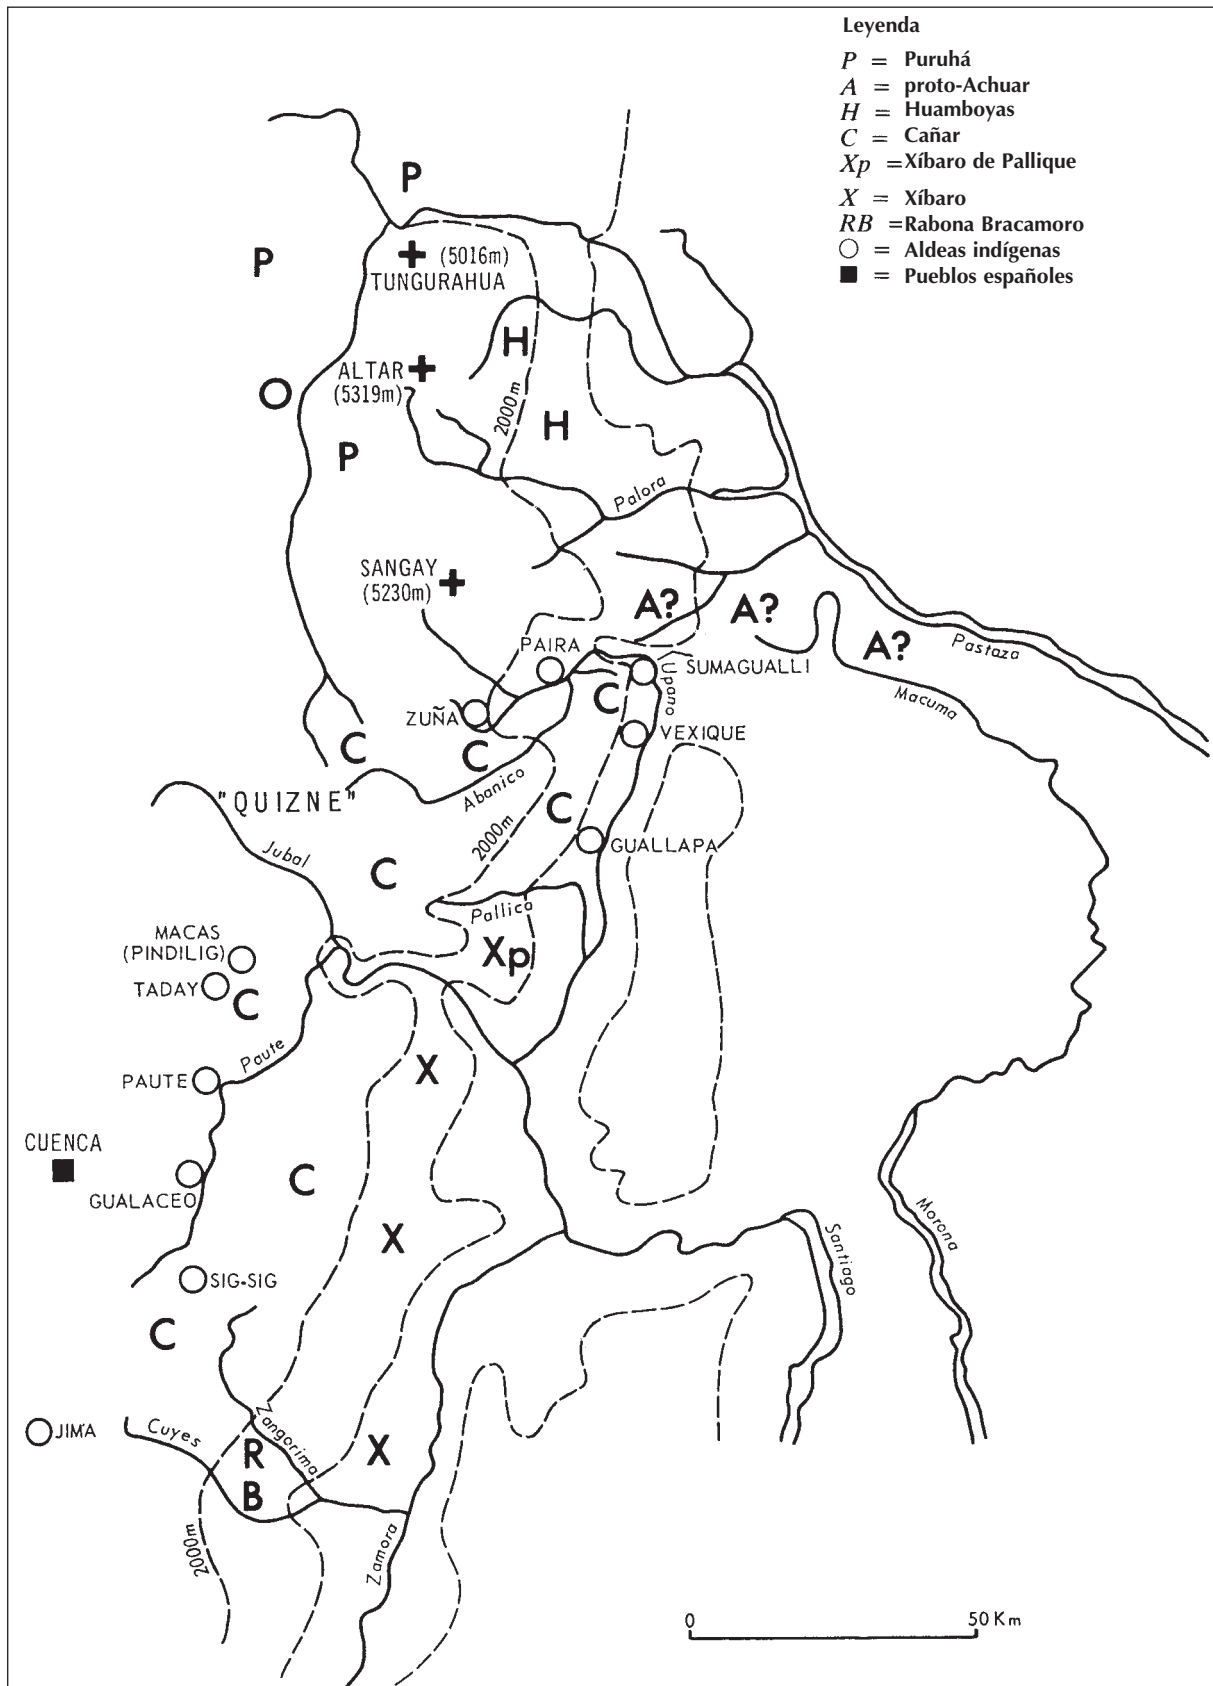 Leyenda
P = Puruhá
A = proto-Achuar
H = Huamboyas
C = Cañar
Xp = Xíbaro de Pallique
X = Xíbaro
RB = Rabona Bracamoro
○ = Aldeas indígenas
■ = Pueblos españoles
P
P
(5016m)
TUNGURAHUA
H
ALTAR
(5319m)
2000m
H
P
Palora
SANGAY
(5230m)
A?
A?
A?
Pastaza
PAIRA
SUMAGUALLI
Upano
C
Macuma
ZUÑA
VEXIQUE
C
C
Abanico
"QUIZNE"
C
2000m
GUALLAPA
Jubal
C
Pallica
MACAS
(PINDILIG)
Xp
TADAY
C
Paute
X
PAUTE
CUENCA
C
GUALACEO
X
Santiago
Morona
SIG-SIG
C
JIMA
Cuyes
Zangorima
R
B
X
2000m
Zamora
0 50 Km